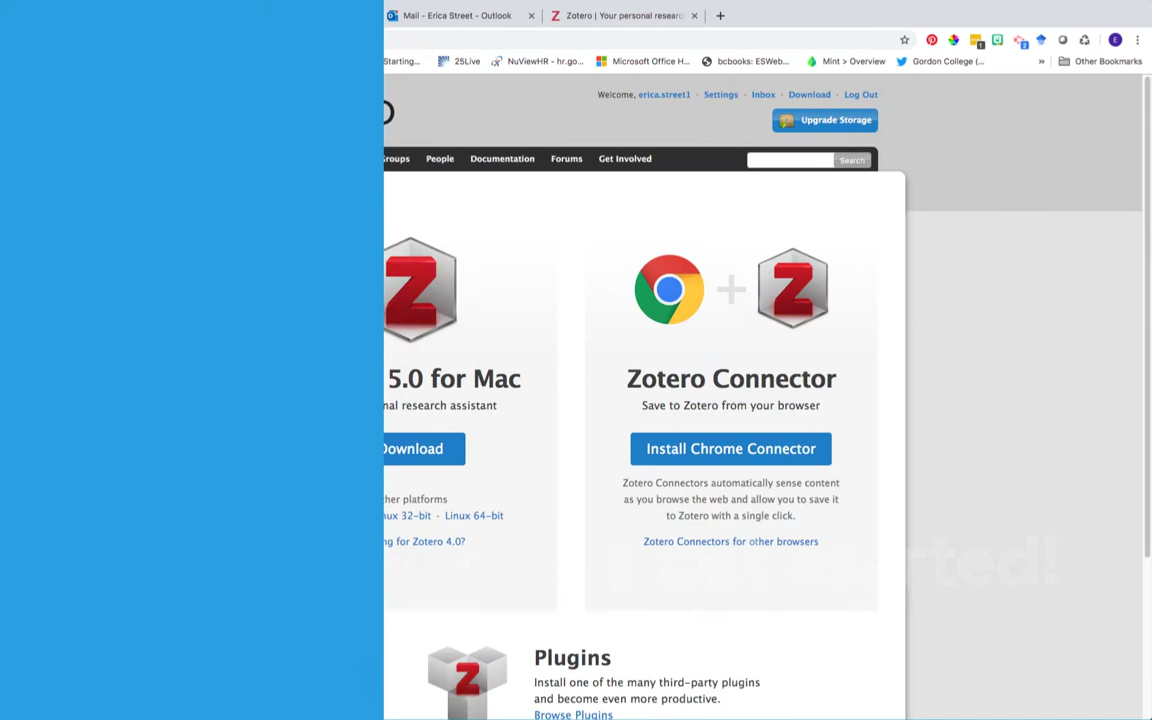 Mail - Erica Street - Outlook
Zotero | Your personal researc
Starting...
25Live
NuViewHR - hr.go...
Microsoft Office H...
bcbooks: ESWeb...
Mint > Overview
Gordon College (...
»
Other Bookmarks
Welcome, erica.street1 · Settings · Inbox · Download · Log Out
Upgrade Storage
Groups
People
Documentation
Forums
Get Involved
Search
5.0 for Mac
nal research assistant
Download
her platforms
ux 32-bit · Linux 64-bit
ng for Zotero 4.0?
Zotero Connector
Save to Zotero from your browser
Install Chrome Connector
Zotero Connectors automatically sense content
as you browse the web and allow you to save it
to Zotero with a single click.
Zotero Connectors for other browsers
Plugins
Install one of the many third-party plugins
and become even more productive.
Browse Plugins